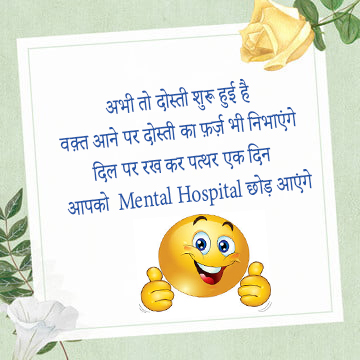 अभी तो दोस्ती शुरू हुई है
वक़्त आने पर दोस्ती का फ़र्ज़ भी निभाएंगे
दिल पर रख कर पत्थर एक दिन
आपको Mental Hospital छोड़ आएंगे